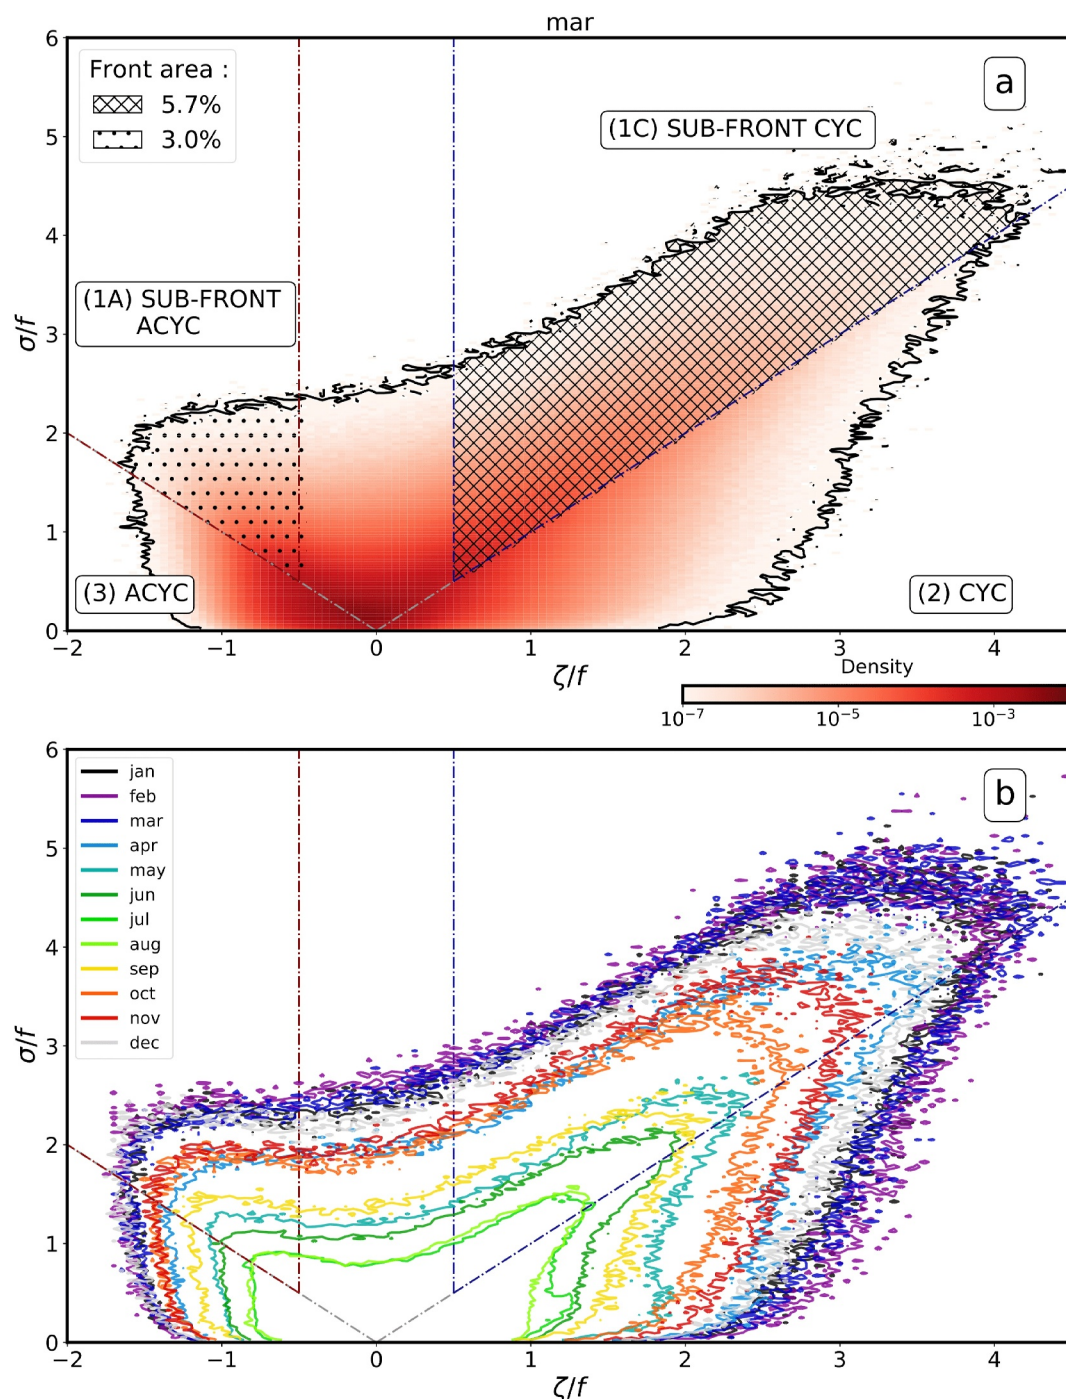 mar
6
5
4
3
2
1
0
σ/f
Front area :
5.7%
3.0%
a
(1C) SUB-FRONT CYC
(1A) SUB-FRONT
ACYC
(3) ACYC
(2) CYC
−2 −1 0 1 2 3 4
ζ/f
Density
10⁻⁷ 10⁻⁵ 10⁻³
6
5
4
3
2
1
0
σ/f
jan
feb
mar
apr
may
jun
jul
aug
sep
oct
nov
dec
b
−2 −1 0 1 2 3 4
ζ/f